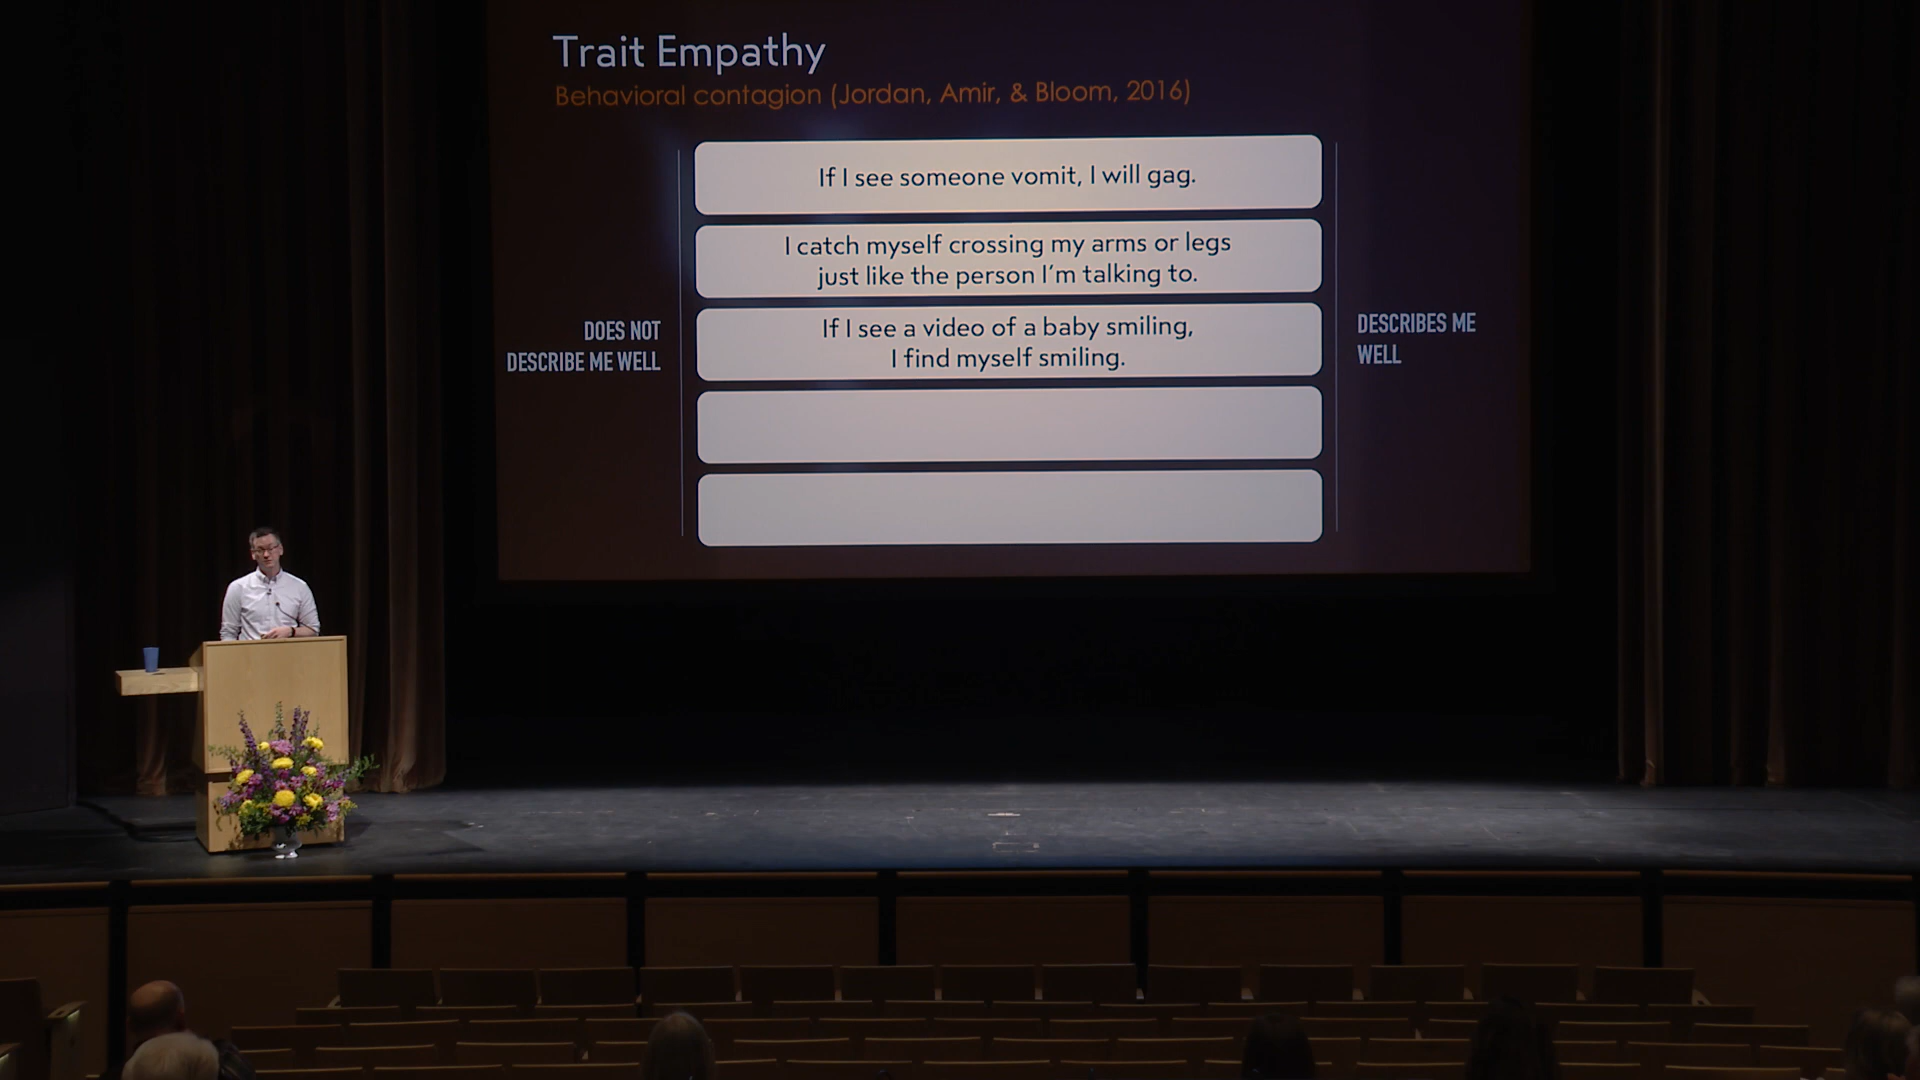 Trait Empathy
Behavioral contagion (Jordan, Amir, & Bloom, 2016)
If I see someone vomit, I will gag.
I catch myself crossing my arms or legs
just like the person I'm talking to.
If I see a video of a baby smiling,
I find myself smiling.
DOES NOT
DESCRIBE ME WELL
DESCRIBES ME
WELL